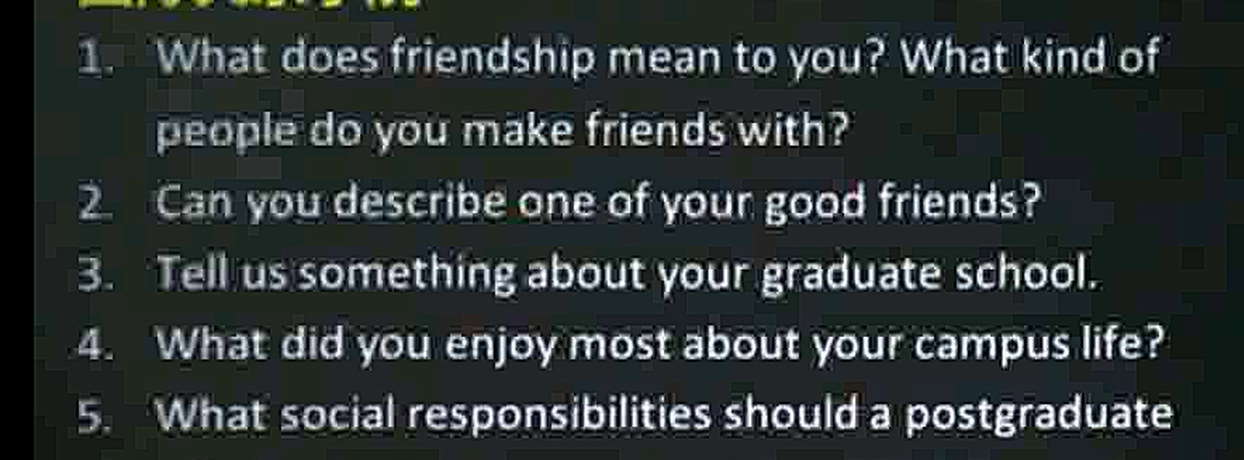 1. What does friendship mean to you? What kind of
people do you make friends with?
2. Can you describe one of your good friends?
3. Tell us something about your graduate school.
4. What did you enjoy most about your campus life?
5. What social responsibilities should a postgraduate